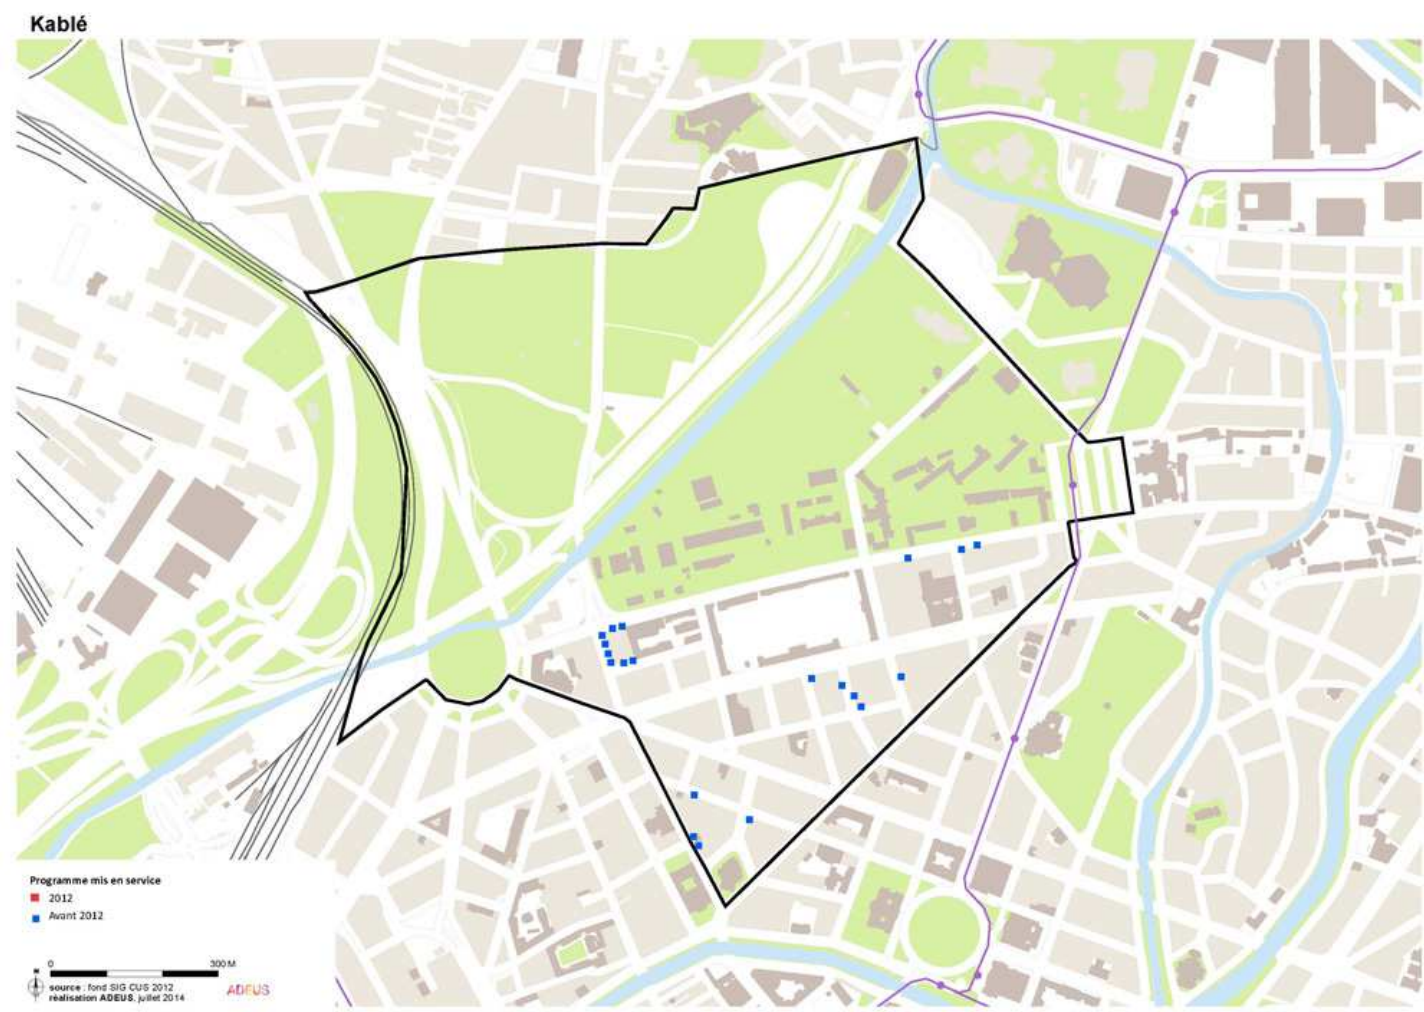 Kablé
Programme mis en service
2012
Avant 2012
0 300 M
N
source : fond SIG CUS 2012
réalisation ADEUS, juillet 2014
ADEUS